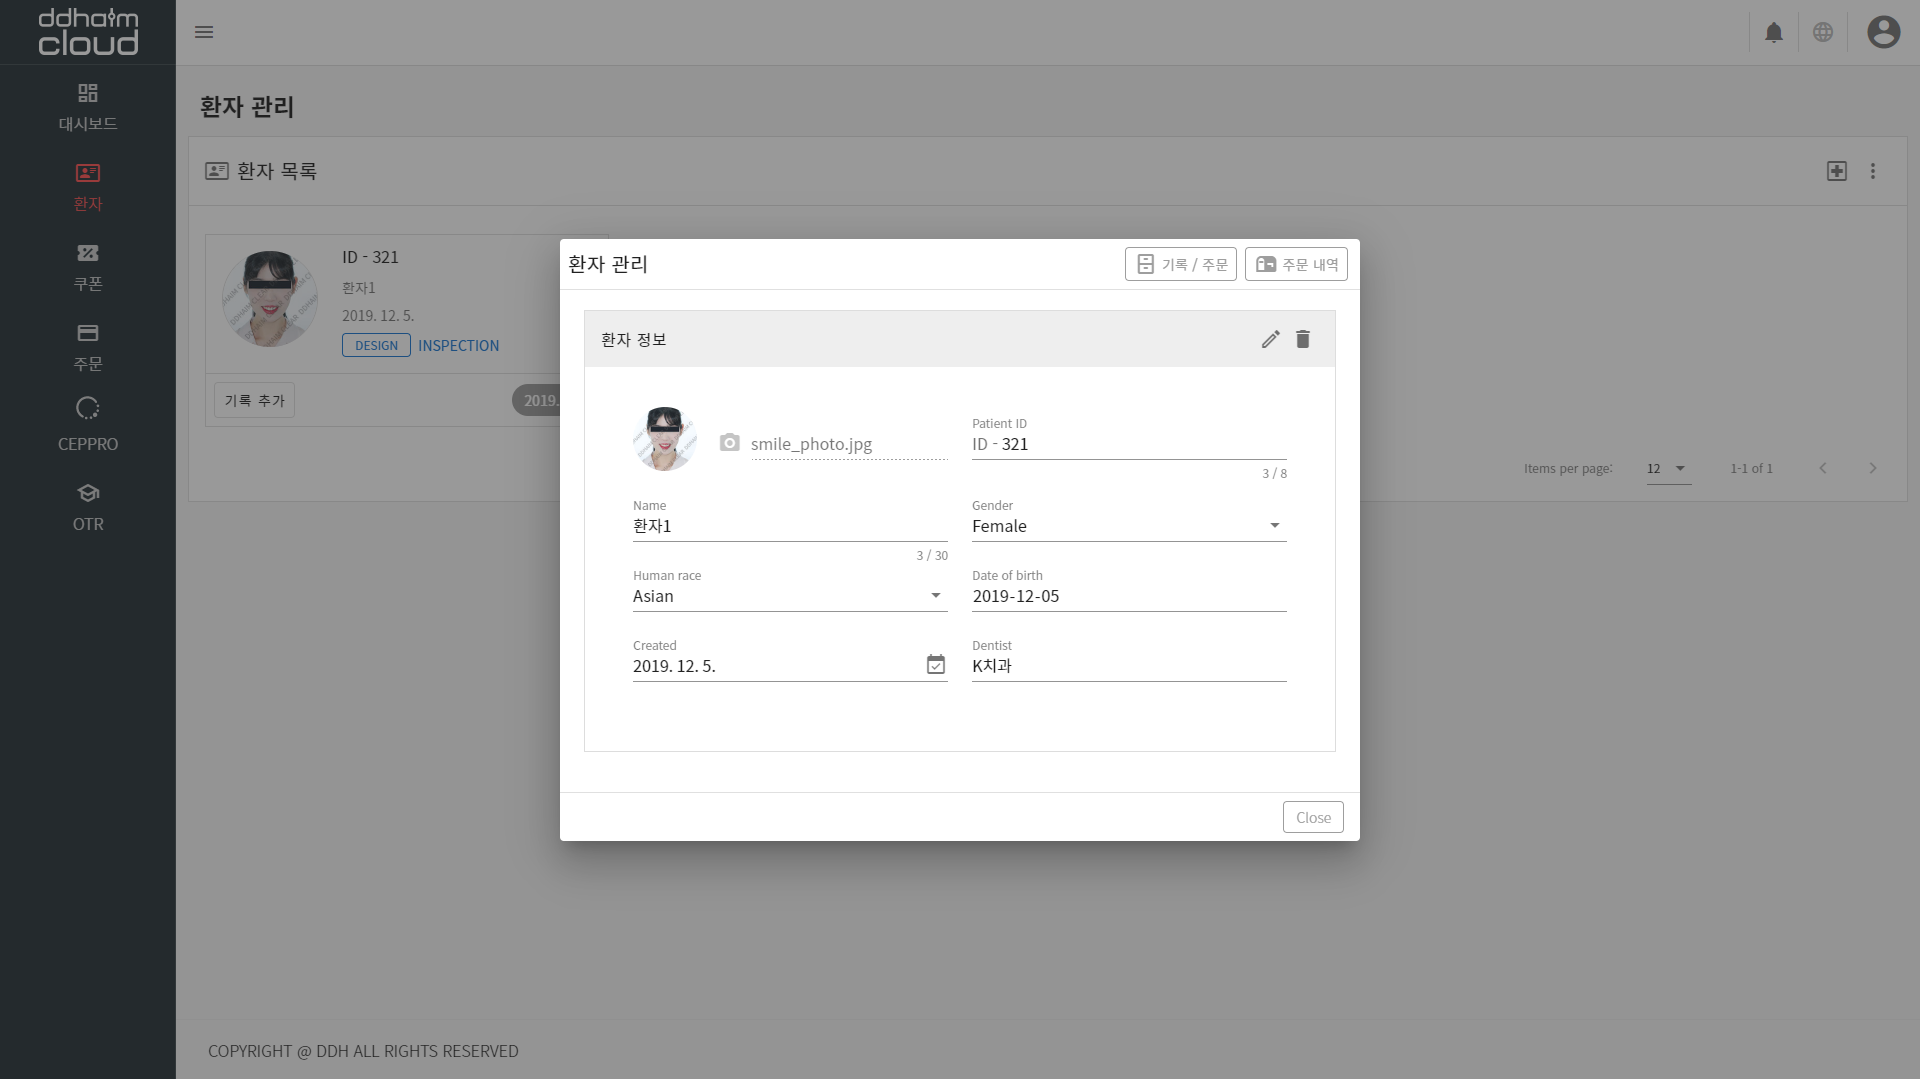 ddhaim
cloud
대시보드
환자
쿠폰
주문
CEPPRO
OTR
환자 관리
환자 목록
ID - 321
환자1
2019. 12. 5.
DESIGN INSPECTION
기록 추가 2019.
Items per page: 12 1-1 of 1
환자 관리 기록 / 주문 주문 내역
환자 정보
smile_photo.jpg
Patient ID
ID - 321
3 / 8
Name
환자1
3 / 30
Gender
Female
Human race
Asian
Date of birth
2019-12-05
Created
2019. 12. 5.
Dentist
K치과
Close
COPYRIGHT @ DDH ALL RIGHTS RESERVED